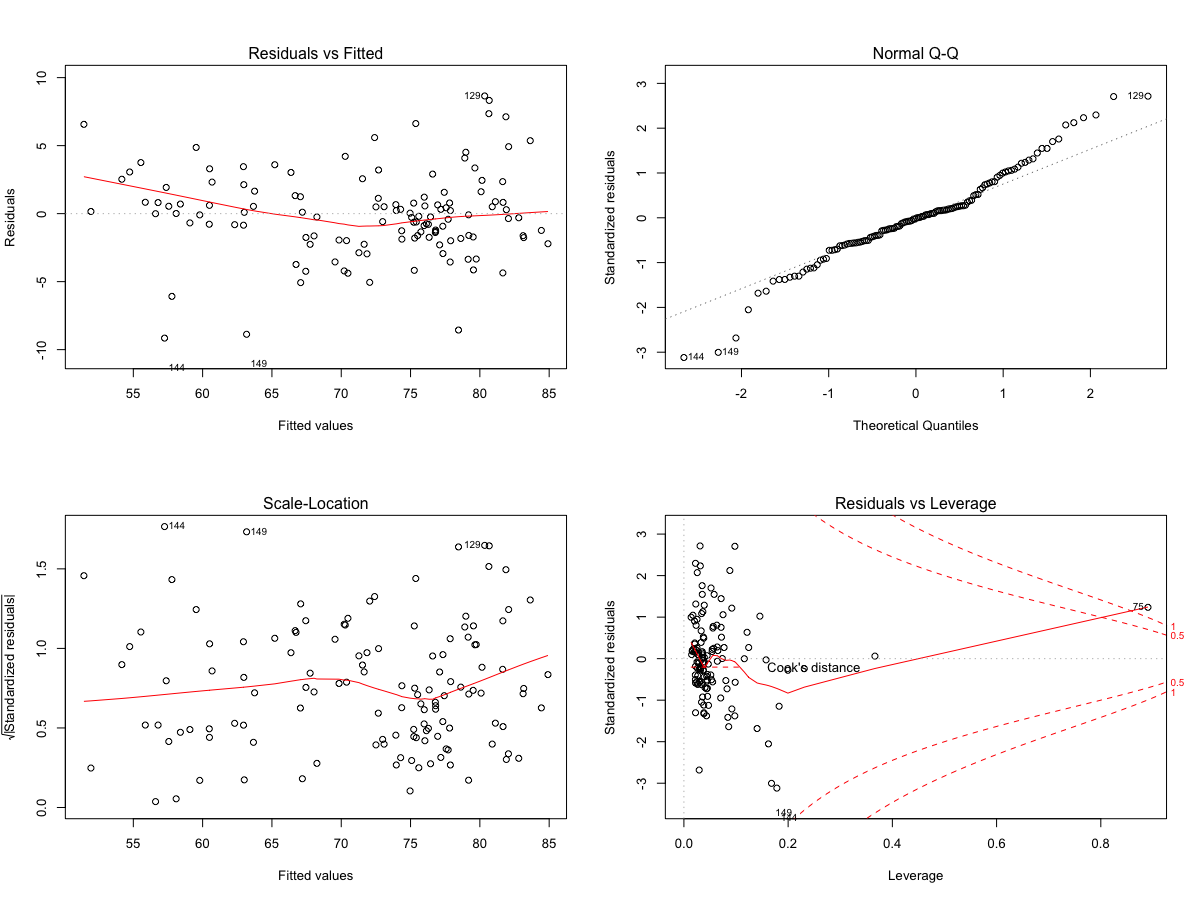 Residuals vs Fitted
Residuals
10
5
0
-5
-10
129
144
149
55 60 65 70 75 80 85
Fitted values
Normal Q-Q
Standardized residuals
3
2
1
0
-1
-2
-3
129
144
149
-2 -1 0 1 2
Theoretical Quantiles
Scale-Location
√|Standardized residuals|
1.5
1.0
0.5
0.0
144
149
129
55 60 65 70 75 80 85
Fitted values
Residuals vs Leverage
Standardized residuals
3
2
1
0
-1
-2
-3
75
1
0.5
Cook's distance
0.5
1
149
144
0.0 0.2 0.4 0.6 0.8
Leverage